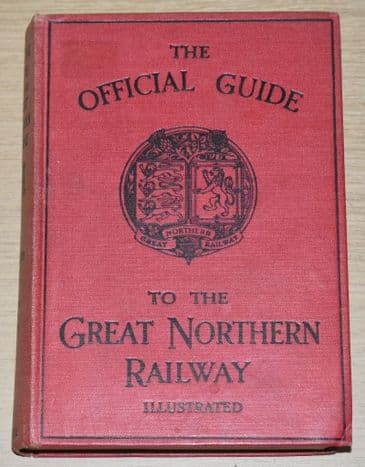 THE
OFFICIAL GUIDE
GREAT NORTHERN RAILWAY
TO THE
GREAT NORTHERN
RAILWAY
ILLUSTRATED